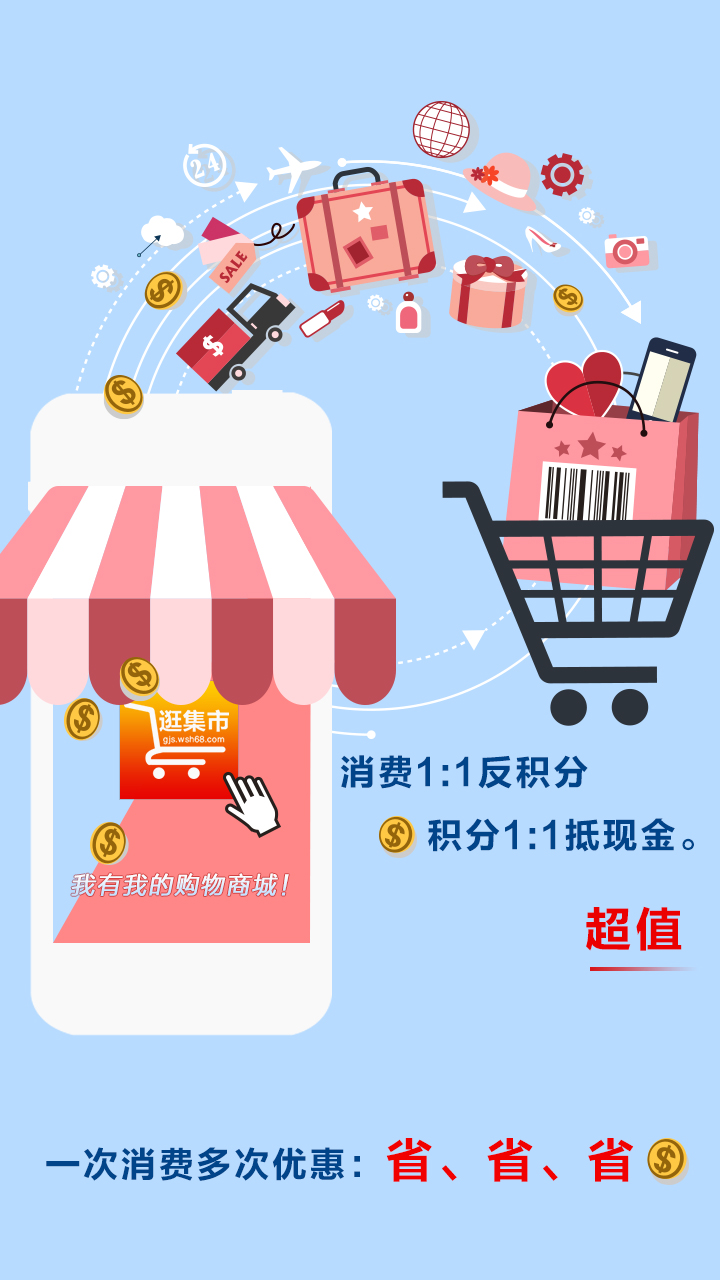 24
SALE
逛集市
gjs.wsh68.com
消费1:1反积分
积分1:1抵现金。
我有我的购物商城！
超值
一次消费多次优惠：省、省、省